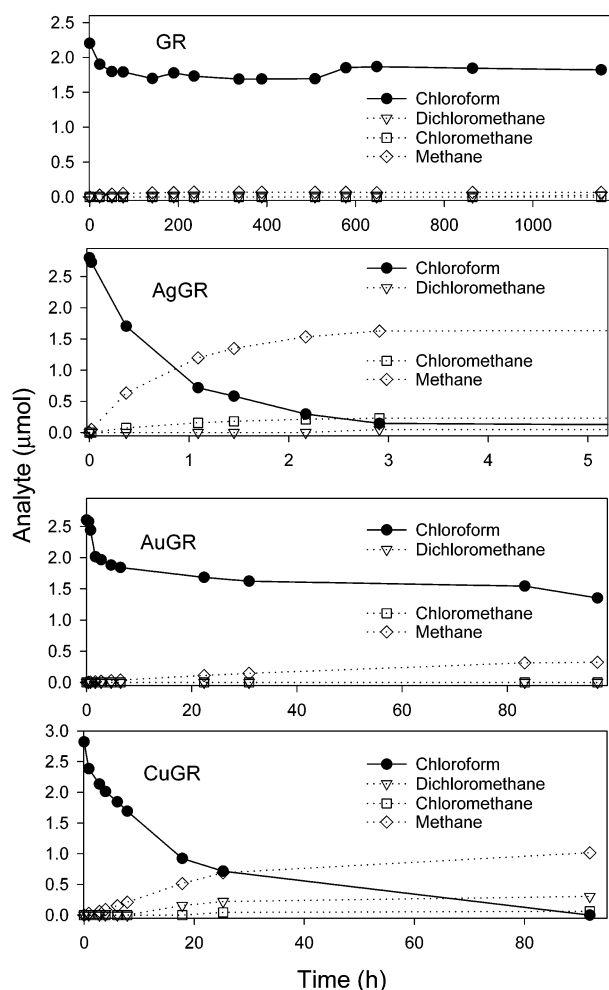 GR
2.5
2.0
1.5
1.0
0.5
0.0
Chloroform
Dichloromethane
Chloromethane
Methane
0 200 400 600 800 1000
AgGR
2.5
2.0
1.5
1.0
0.5
0.0
Chloroform
Dichloromethane
Chloromethane
Methane
0 1 2 3 4 5
Analyte (μmol)
AuGR
2.5
2.0
1.5
1.0
0.5
0.0
Chloroform
Dichloromethane
Chloromethane
Methane
0 20 40 60 80
CuGR
3.0
2.5
2.0
1.5
1.0
0.5
0.0
Chloroform
Dichloromethane
Chloromethane
Methane
0 20 40 60 80
Time (h)